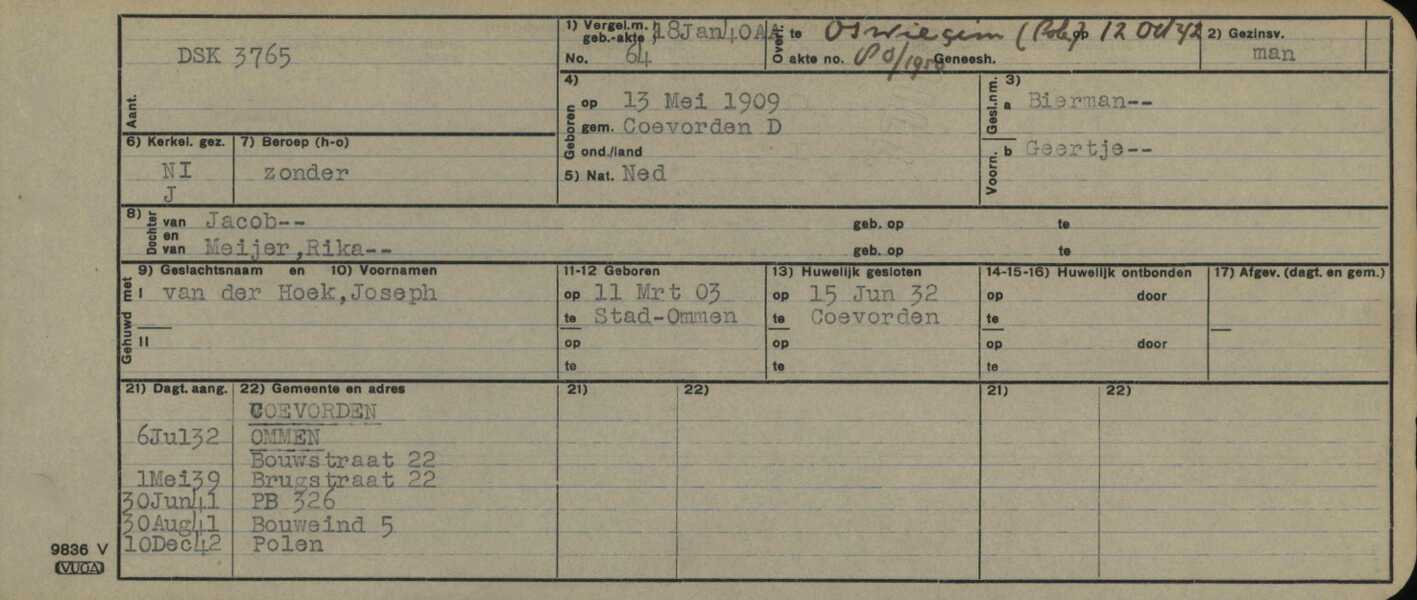 DSK 3765
Aant.
1) Vergel.m. geb.-akte 18Jan40AA
No. 64
Overl. te Oswiegim (Pole) op 12 Oct 42
akte no. Geneesh.
2) Gezinsv.
man
4)
Geboren
op 13 Mei 1909
gem. Coevorden D
ond./land
5) Nat. Ned
3)
Gesl.nm. a Bierman--
Voorn. b Geertje--
6) Kerkel. gez. 7) Beroep (h-o)
NI zonder
J
8) Dochter van Jacob-- geb. op te
en van Meijer,Rika-- geb. op te
Gehuwd met
9) Geslachtsnaam en 10) Voornamen 11-12 Geboren 13) Huwelijk gesloten 14-15-16) Huwelijk ontbonden 17) Afgev. (dagt. en gem.)
I van der Hoek,Joseph op 11 Mrt 03 op 15 Jun 32 op door
te Stad-Ommen te Coevorden te
II op op op door
te te te
21) Dagt. aang. 22) Gemeente en adres 21) 22) 21) 22)
COEVORDEN
6Jul32 OMMEN
Bouwstraat 22
1Mei39 Brugstraat 22
30Jun41 PB 326
30Aug41 Bouweind 5
10Dec42 Polen
9836 V
VUGA